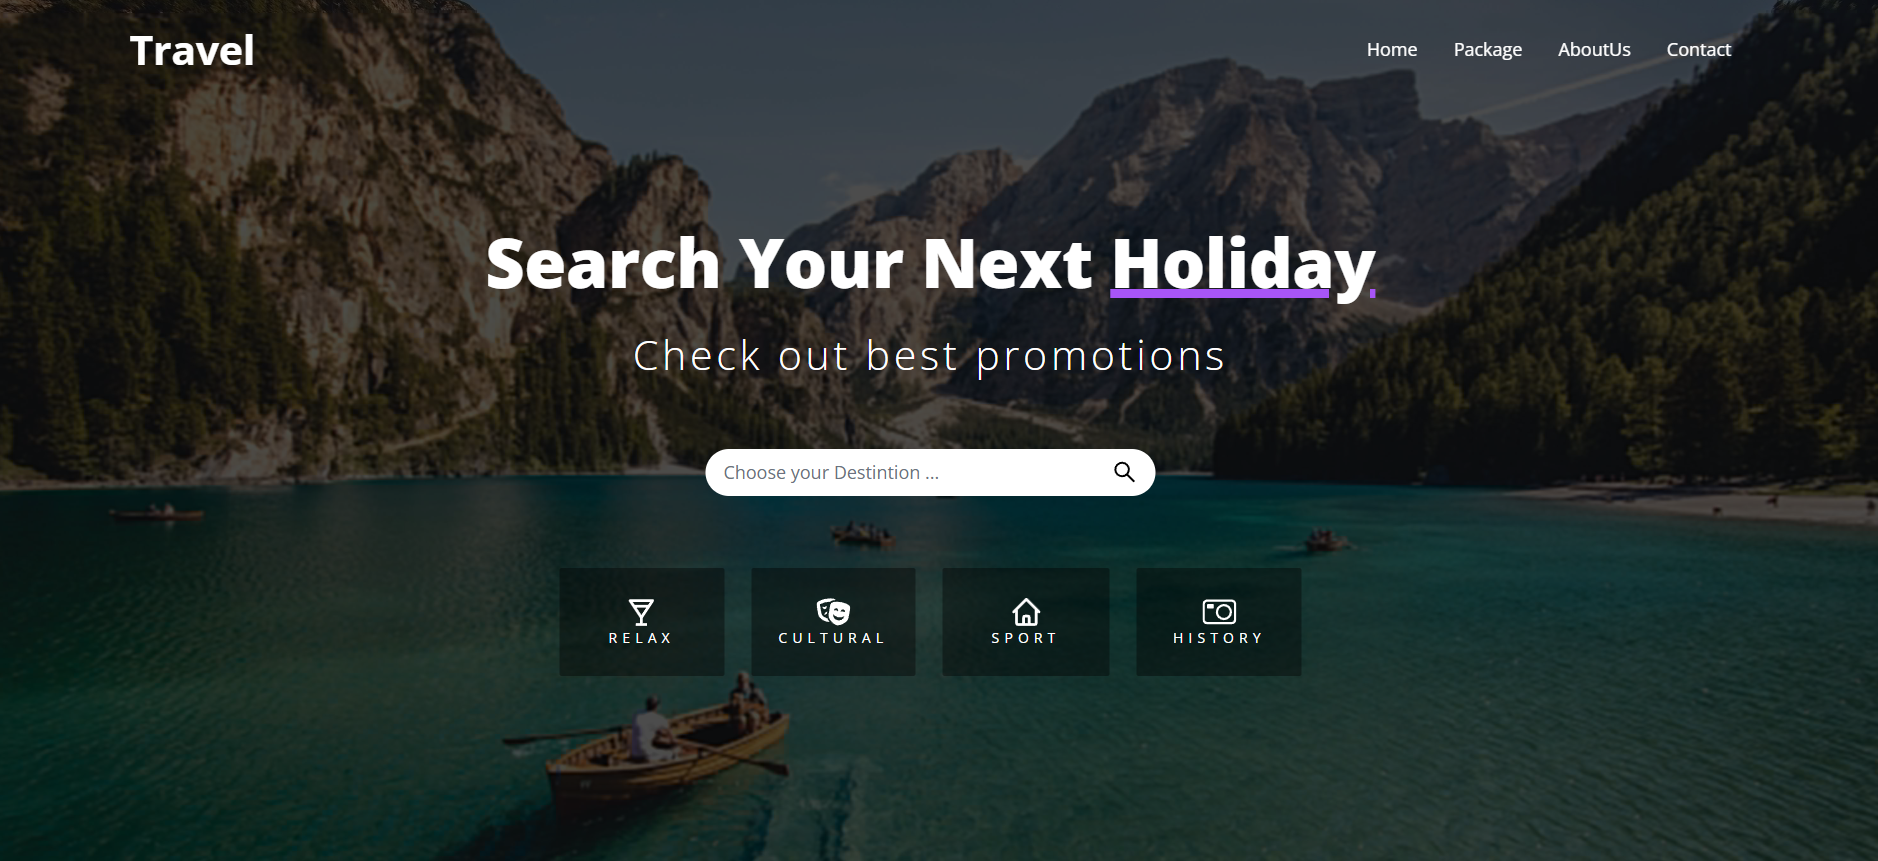 Travel
Home Package AboutUs Contact
Search Your Next Holiday
Check out best promotions
Choose your Destintion ...
RELAX CULTURAL SPORT HISTORY